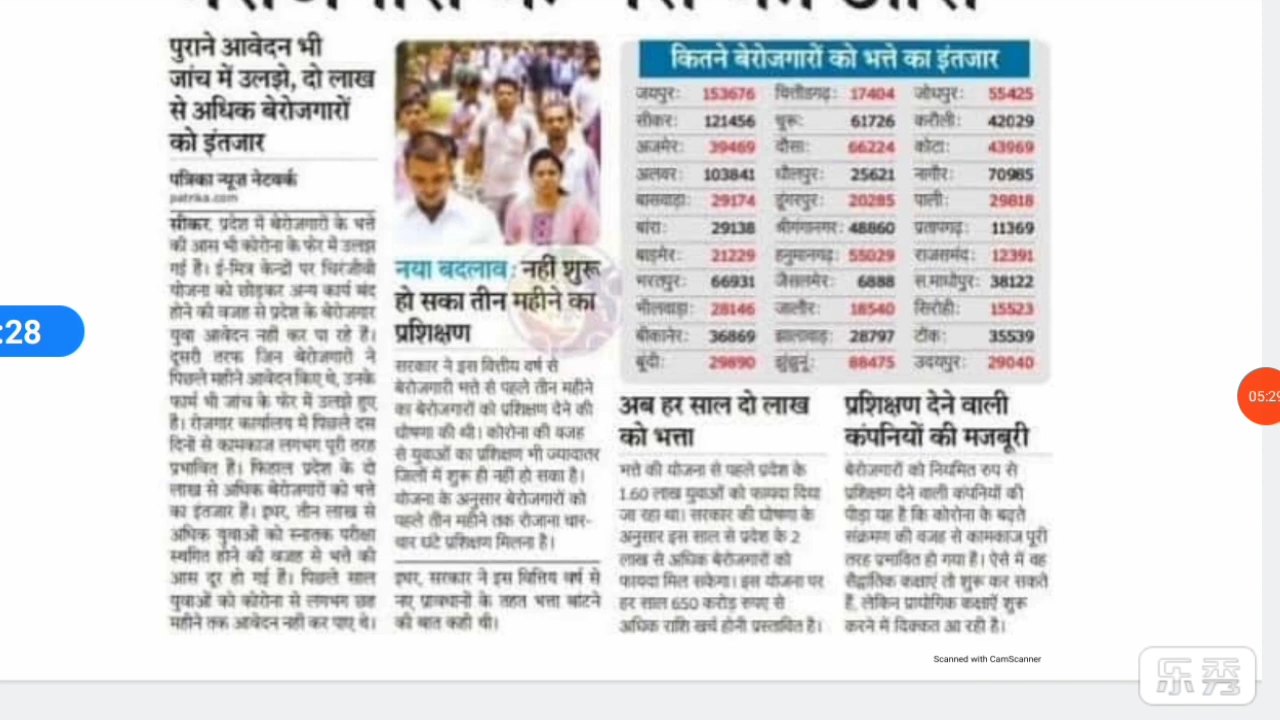 पुराने आवेदन भी
जांच में उलझे, दो लाख
से अधिक बेरोजगारों
को इंतजार
पत्रिका न्यूज नेटवर्क
patrika.com
सीकर. प्रदेश में बेरोजगारों के भत्ते
की आस भी कोरोना के फेर में उलझ
गई है। ई-मित्र केन्द्रों पर चिरंजीवी
योजना को छोड़कर अन्य कार्य बंद
होने की वजह से प्रदेश के बेरोजगार
युवा आवेदन नहीं कर पा रहे हैं।
दूसरी तरफ जिन बेरोजगारों ने
पिछले महीने आवेदन किए थे, उनके
फार्म भी जांच के फेर में उलझे हुए
है। रोजगार कार्यालय में पिछले दस
दिनों से कामकाज लगभग पूरी तरह
प्रभावित है। फिहाल प्रदेश के दो
लाख से अधिक बेरोजगारों को भत्ते
का इंतजार है। इधर, तीन लाख से
अधिक युवाओं को स्नातक परीक्षा
स्थगित होने की वजह से भत्ते की
आस दूर हो गई है। पिछले साल
युवाओं को कोरोना से लगभग छह
महीने तक आवेदन नहीं कर पाए थे।
नया बदलाव: नहीं शुरू
हो सका तीन महीने का
प्रशिक्षण
सरकार ने इस वित्तीय वर्ष से
बेरोजगारी भत्ते से पहले तीन महीने
का बेरोजगारों को प्रशिक्षण देने की
घोषणा की थी। कोरोना की वजह
से युवाओं का प्रशिक्षण भी ज्यादातर
जिलों में शुरू ही नहीं हो सका है।
योजना के अनुसार बेरोजगारों को
पहले तीन महीने तक रोजाना चार-
चार घंटे प्रशिक्षण मिलना है।
इधर, सरकार ने इस वित्तिय वर्ष से
नए प्रावधानों के तहत भत्ता बांटने
की बात कही थी।
कितने बेरोजगारों को भत्ते का इंतजार
जयपुर: 153676 चित्तौडगढ़: 17404 जोधपुर: 55425
सीकर: 121456 चूरू: 61726 करौली: 42029
अजमेर: 39469 दौसा: 66224 कोटा: 43969
अलवर: 103841 धौलपुर: 25621 नागौर: 70985
बासवाड़ा: 29174 डूंगरपुर: 20285 पाली: 29818
बांरा: 29138 श्रीगंगानगर: 48860 प्रतापगढ़: 11369
बाड़मेर: 21229 हनुमानगढ़: 55029 राजसमंद: 12391
भरतपुर: 66931 जैसलमेर: 6888 स.माधोपुर: 38122
भीलवाड़ा: 28146 जालौर: 18540 सिरोही: 15523
बीकानेर: 36869 झालावाड़: 28797 टोंक: 35539
बूंदी: 29890 झुंझुनूं: 88475 उदयपुर: 29040
अब हर साल दो लाख
को भत्ता
भत्ते की योजना से पहले प्रदेश के
1.60 लाख युवाओं को फायदा दिया
जा रहा था। सरकार की घोषणा के
अनुसार इस साल से प्रदेश के 2
लाख से अधिक बेरोजगारों को
फायदा मिल सकेगा। इस योजना पर
हर साल 650 करोड़ रुपए से
अधिक राशि खर्च होनी प्रस्तावित है।
प्रशिक्षण देने वाली
कंपनियों की मजबूरी
बेरोजगारों को नियमित रुप से
प्रशिक्षण देने वाली कंपनियों की
पीड़ा यह है कि कोरोना के बढ़ते
संक्रमण की वजह से कामकाज पूरी
तरह प्रभावित हो गया है। ऐसे में वह
सैद्धांतिक कक्षाएं तो शुरू कर सकते
है, लेकिन प्रायोगिक कक्षाऐं शुरू
करने में दिक्कत आ रही है।
Scanned with CamScanner
:28
05:29
乐秀